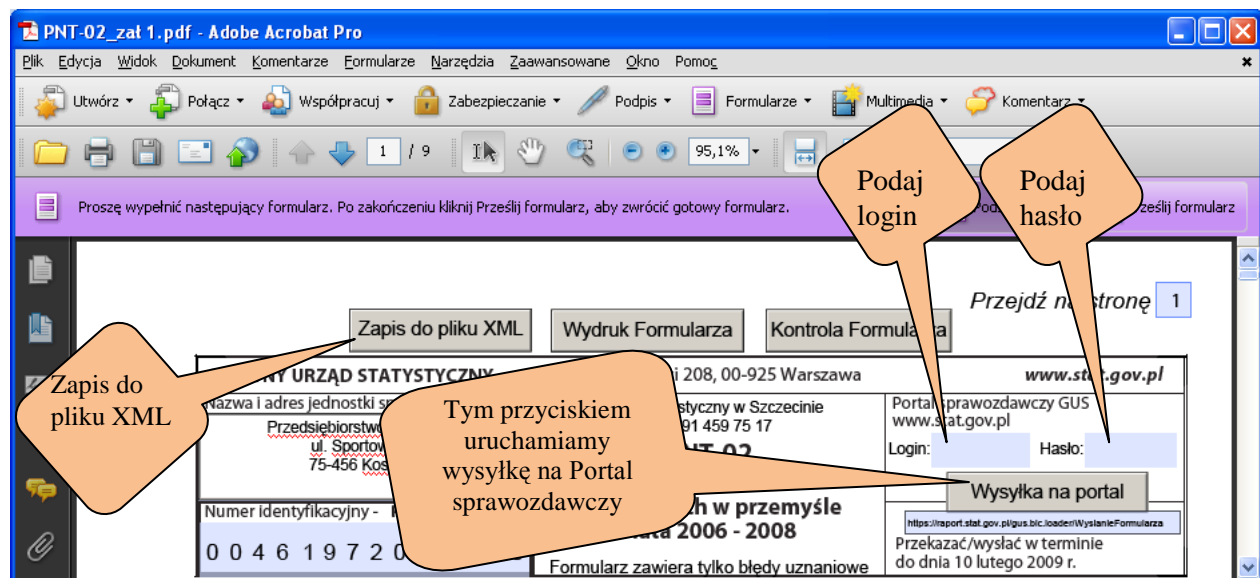 PNT-02_zał 1.pdf - Adobe Acrobat Pro
Plik Edycja Widok Dokument Komentarze Formularze Narzędzia Zaawansowane Okno Pomoc
Utwórz Połącz Współpracuj Zabezpieczanie Podpis Formularze Multimedia Komentarz
1 / 9 95,1%
Proszę wypełnić następujący formularz. Po zakończeniu kliknij Prześlij formularz, aby zwrócić gotowy formularz.
formularz
Podaj
login
Podaj
hasło
Przejdź na stronę 1
Zapis do pliku XML Wydruk Formularza Kontrola Formularza
Zapis do
pliku XML
URZĄD STATYSTYCZNY 208, 00-925 Warszawa www.stat.gov.pl
Nazwa i adres jednostki
Przedsiębiorstwo
ul.
75-456
w Szczecinie
91 459 75 17
Tym przyciskiem
uruchamiamy
wysyłkę na Portal
sprawozdawczy
Portal sprawozdawczy GUS
www.stat.gov.pl
Login: Hasło:
Wysyłka na portal
https://raport.stat.gov.pl/gus.blc.loader/WyslanieFormularza
Przekazać/wysłać w terminie
do dnia 10 lutego 2009 r.
Numer identyfikacyjny -
0 0 4 6 1 9 7 2 0
w przemyśle
2006 - 2008
Formularz zawiera tylko błędy uznaniowe